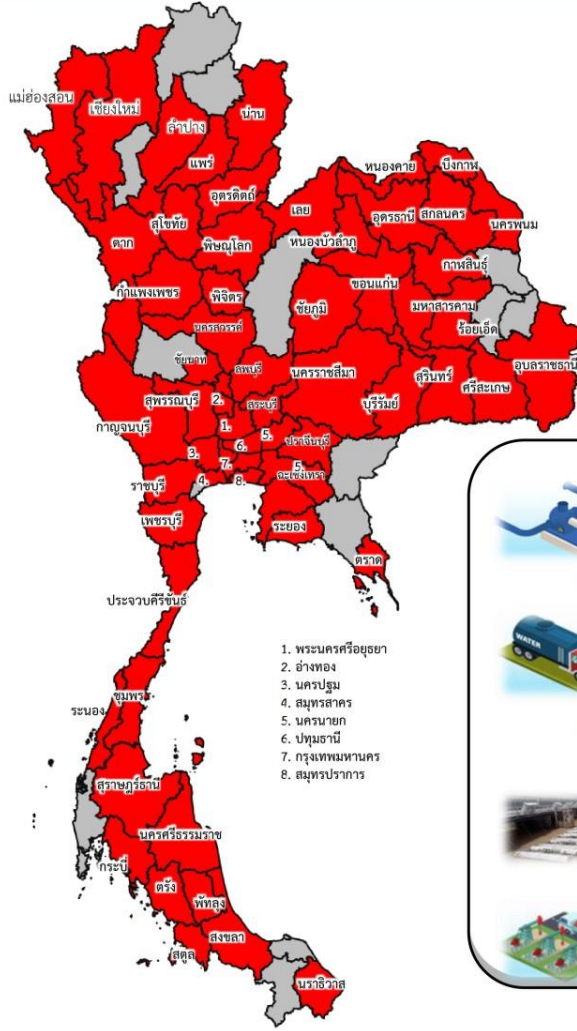 แม่ฮ่องสอน
เชียงใหม่
ลำปาง
น่าน
แพร่
อุตรดิตถ์
สุโขทัย
ตาก
พิษณุโลก
กำแพงเพชร
พิจิตร
นครสวรรค์
เลย
หนองคาย
บึงกาฬ
อุดรธานี
สกลนคร
นครพนม
หนองบัวลำภู
ขอนแก่น
กาฬสินธุ์
ชัยภูมิ
มหาสารคาม
ร้อยเอ็ด
ชัยนาท
ลพบุรี
นครราชสีมา
สุรินทร์
ศรีสะเกษ
อุบลราชธานี
บุรีรัมย์
สุพรรณบุรี
2.
สระบุรี
กาญจนบุรี
1.
5.
ปราจีนบุรี
6.
3.
7.
5.
4.
8.
ฉะเชิงเทรา
ราชบุรี
เพชรบุรี
ระยอง
ตราด
ประจวบคีรีขันธ์
ชุมพร
ระนอง
สุราษฎร์ธานี
นครศรีธรรมราช
กระบี่
ตรัง
พัทลุง
สงขลา
สตูล
นราธิวาส
1. พระนครศรีอยุธยา
2. อ่างทอง
3. นครปฐม
4. สมุทรสาคร
5. นครนายก
6. ปทุมธานี
7. กรุงเทพมหานคร
8. สมุทรปราการ
WATER